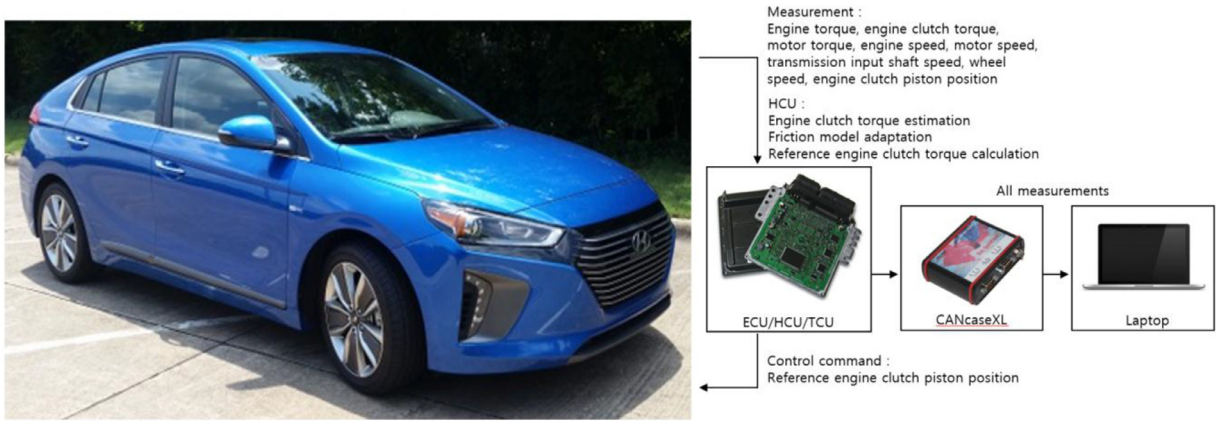 Measurement :
Engine torque, engine clutch torque,
motor torque, engine speed, motor speed,
transmission input shaft speed, wheel
speed, engine clutch piston position
HCU :
Engine clutch torque estimation
Friction model adaptation
Reference engine clutch torque calculation
All measurements
ECU/HCU/TCU
CANcaseXL
Laptop
Control command :
Reference engine clutch piston position